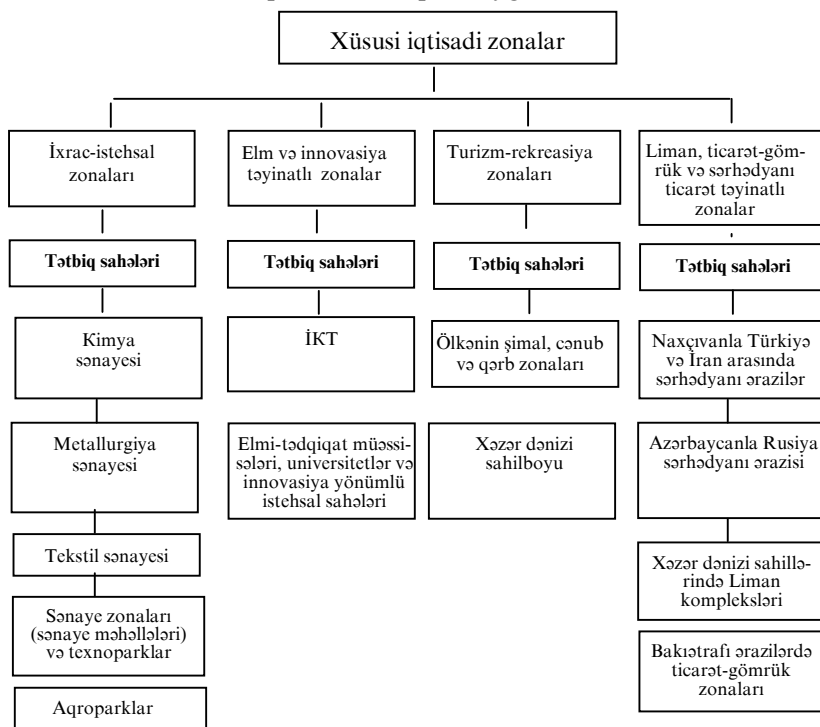 Xüsusi iqtisadi zonalar
İxrac-istehsal
zonaları
Elm və innovasiya
təyinatlı zonalar
Turizm-rekreasiya
zonaları
Liman, ticarət-göm-
rük və sərhədyanı
ticarət təyinatlı
zonalar
Tətbiq sahələri
Tətbiq sahələri
Tətbiq sahələri
Tətbiq sahələri
Kimya
sənayesi
İKT
Ölkənin şimal, cənub
və qərb zonaları
Naxçıvanla Türkiyə
və İran arasında
sərhədyanı ərazilər
Metallurgiya
sənayesi
Elmi-tədqiqat müəssi-
sələri, universitetlər və
innovasiya yönümlü
istehsal sahələri
Xəzər dənizi
sahilboyu
Azərbaycanla Rusiya
sərhədyanı ərazisi
Tekstil sənayesi
Xəzər dənizi sahillə-
rində Liman
kompleksləri
Sənaye zonaları
(sənaye məhəllələri)
və texnoparklar
Bakıətrafı ərazilərdə
ticarət-gömrük
zonaları
Aqroparklar